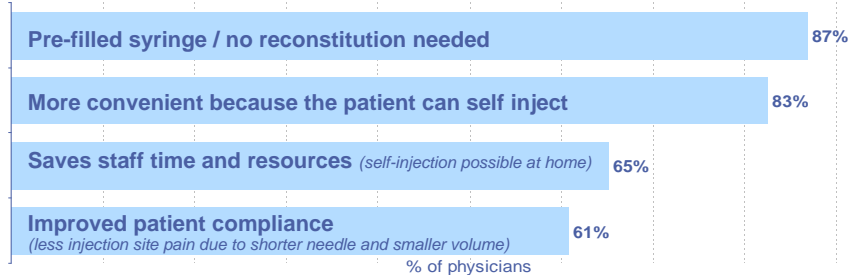 Pre-filled syringe / no reconstitution needed 87%
More convenient because the patient can self inject 83%
Saves staff time and resources (self-injection possible at home) 65%
Improved patient compliance
(less injection site pain due to shorter needle and smaller volume) 61%
% of physicians